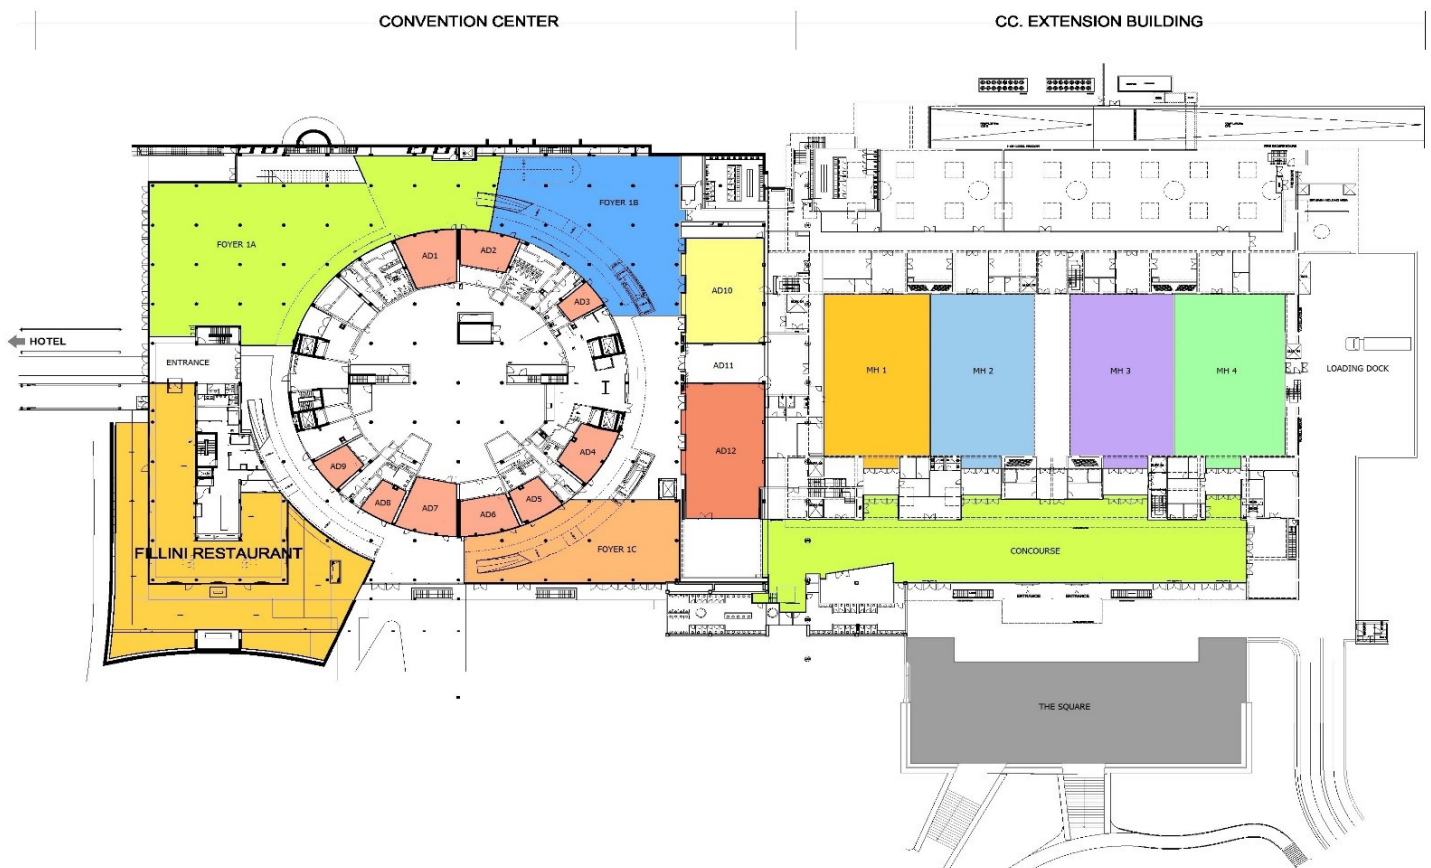 CONVENTION CENTER
CC. EXTENSION BUILDING
FOYER 1B
FOYER 1A
AD1
AD2
AD3
AD10
HOTEL
ENTRANCE
AD11
MH 1
MH 2
MH 3
MH 4
LOADING DOCK
AD4
AD12
AD9
AD8
AD7
AD6
AD5
FOYER 1C
FILLINI RESTAURANT
CONCOURSE
ENTRANCE
ENTRANCE
THE SQUARE